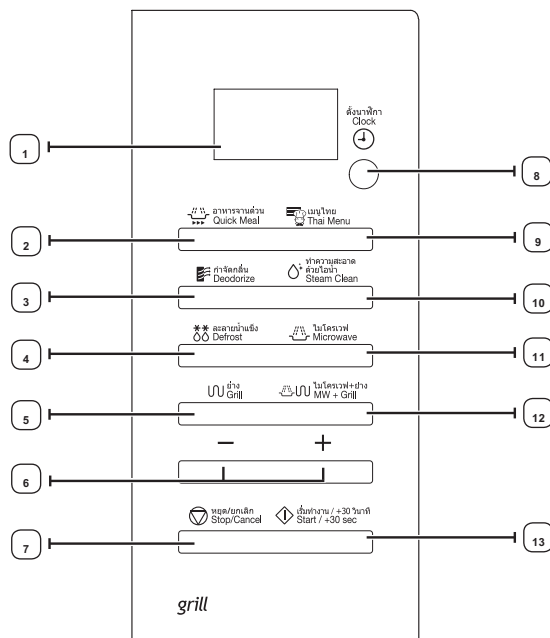 ตั้งนาฬิกา
Clock
1
8
อาหารจานด่วน
Quick Meal
เมนูไทย
Thai Menu
2
9
กำจัดกลิ่น
Deodorize
ทำความสะอาด
ด้วยไอน้ำ
Steam Clean
3
10
ละลายน้ำแข็ง
Defrost
ไมโครเวฟ
Microwave
4
11
ย่าง
Grill
ไมโครเวฟ+ย่าง
MW + Grill
5
12
− +
6
หยุด/ยกเลิก
Stop/Cancel
เริ่มทำงาน / +30 วินาที
Start / +30 sec
7
13
grill